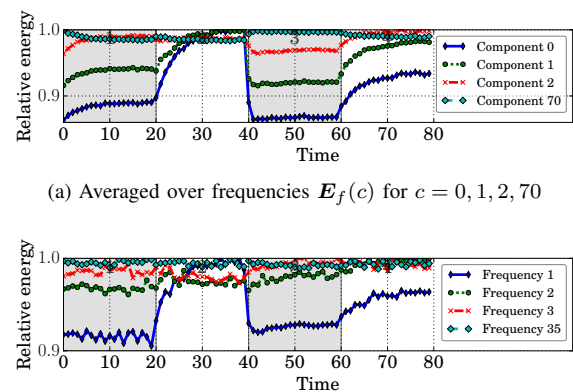 1.0
0.9
Relative energy
1
3
Component 0
Component 1
Component 2
Component 70
0 10 20 30 40 50 60 70 80
Time
(a) Averaged over frequencies E_f(c) for c = 0, 1, 2, 70
1.0
0.9
Relative energy
Frequency 1
Frequency 2
Frequency 3
Frequency 35
0 10 20 30 40 50 60 70 80
Time